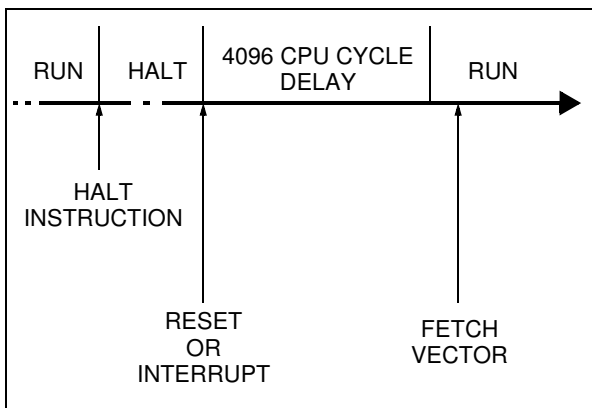 RUN
HALT
4096 CPU CYCLE
DELAY
RUN
HALT
INSTRUCTION
RESET
OR
INTERRUPT
FETCH
VECTOR